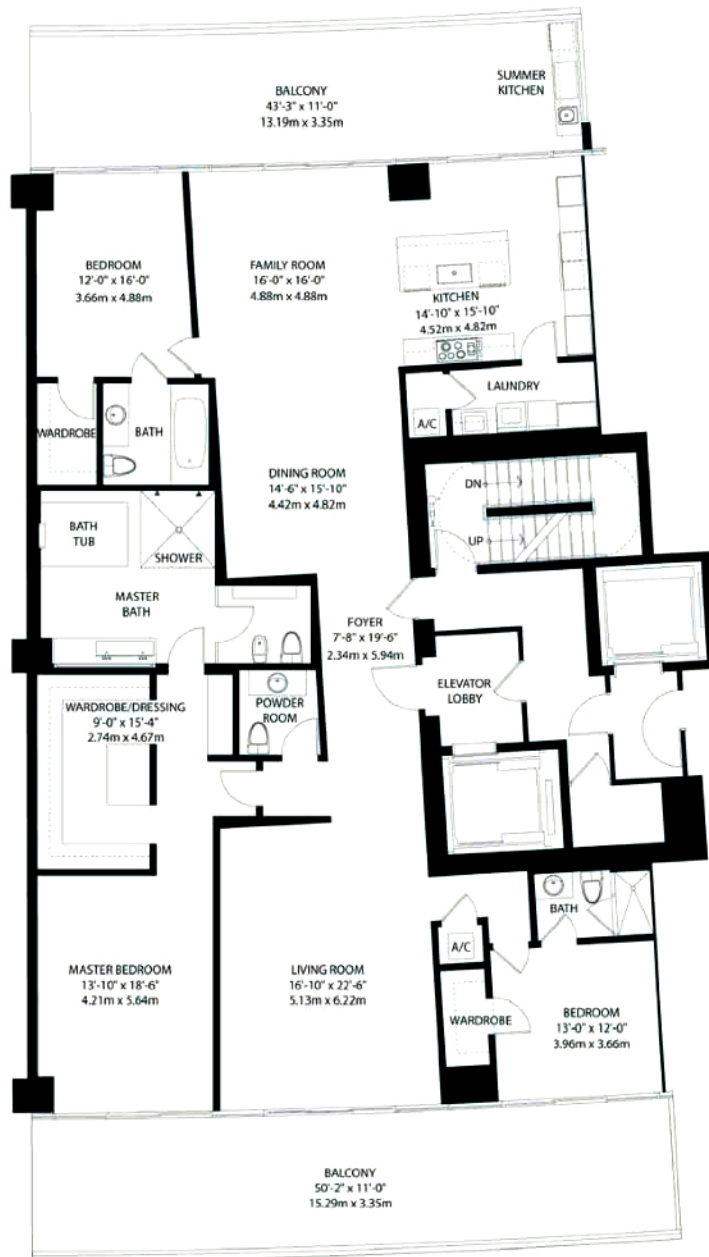 BALCONY
43'-3" x 11'-0"
13.19m x 3.35m
SUMMER
KITCHEN
BEDROOM
12'-0" x 16'-0"
3.66m x 4.88m
FAMILY ROOM
16'-0" x 16'-0"
4.88m x 4.88m
KITCHEN
14'-10" x 15'-10"
4.52m x 4.82m
LAUNDRY
A/C
WARDROBE
BATH
DINING ROOM
14'-6" x 15'-10"
4.42m x 4.82m
DN
UP
BATH
TUB
SHOWER
MASTER
BATH
FOYER
7'-8" x 19'-6"
2.34m x 5.94m
ELEVATOR
LOBBY
WARDROBE/DRESSING
9'-0" x 15'-4"
2.74m x 4.67m
POWDER
ROOM
BATH
A/C
MASTER BEDROOM
13'-10" x 18'-6"
4.21m x 5.64m
LIVING ROOM
16'-10" x 22'-6"
5.13m x 6.22m
WARDROBE
BEDROOM
13'-0" x 12'-0"
3.96m x 3.66m
BALCONY
50'-2" x 11'-0"
15.29m x 3.35m